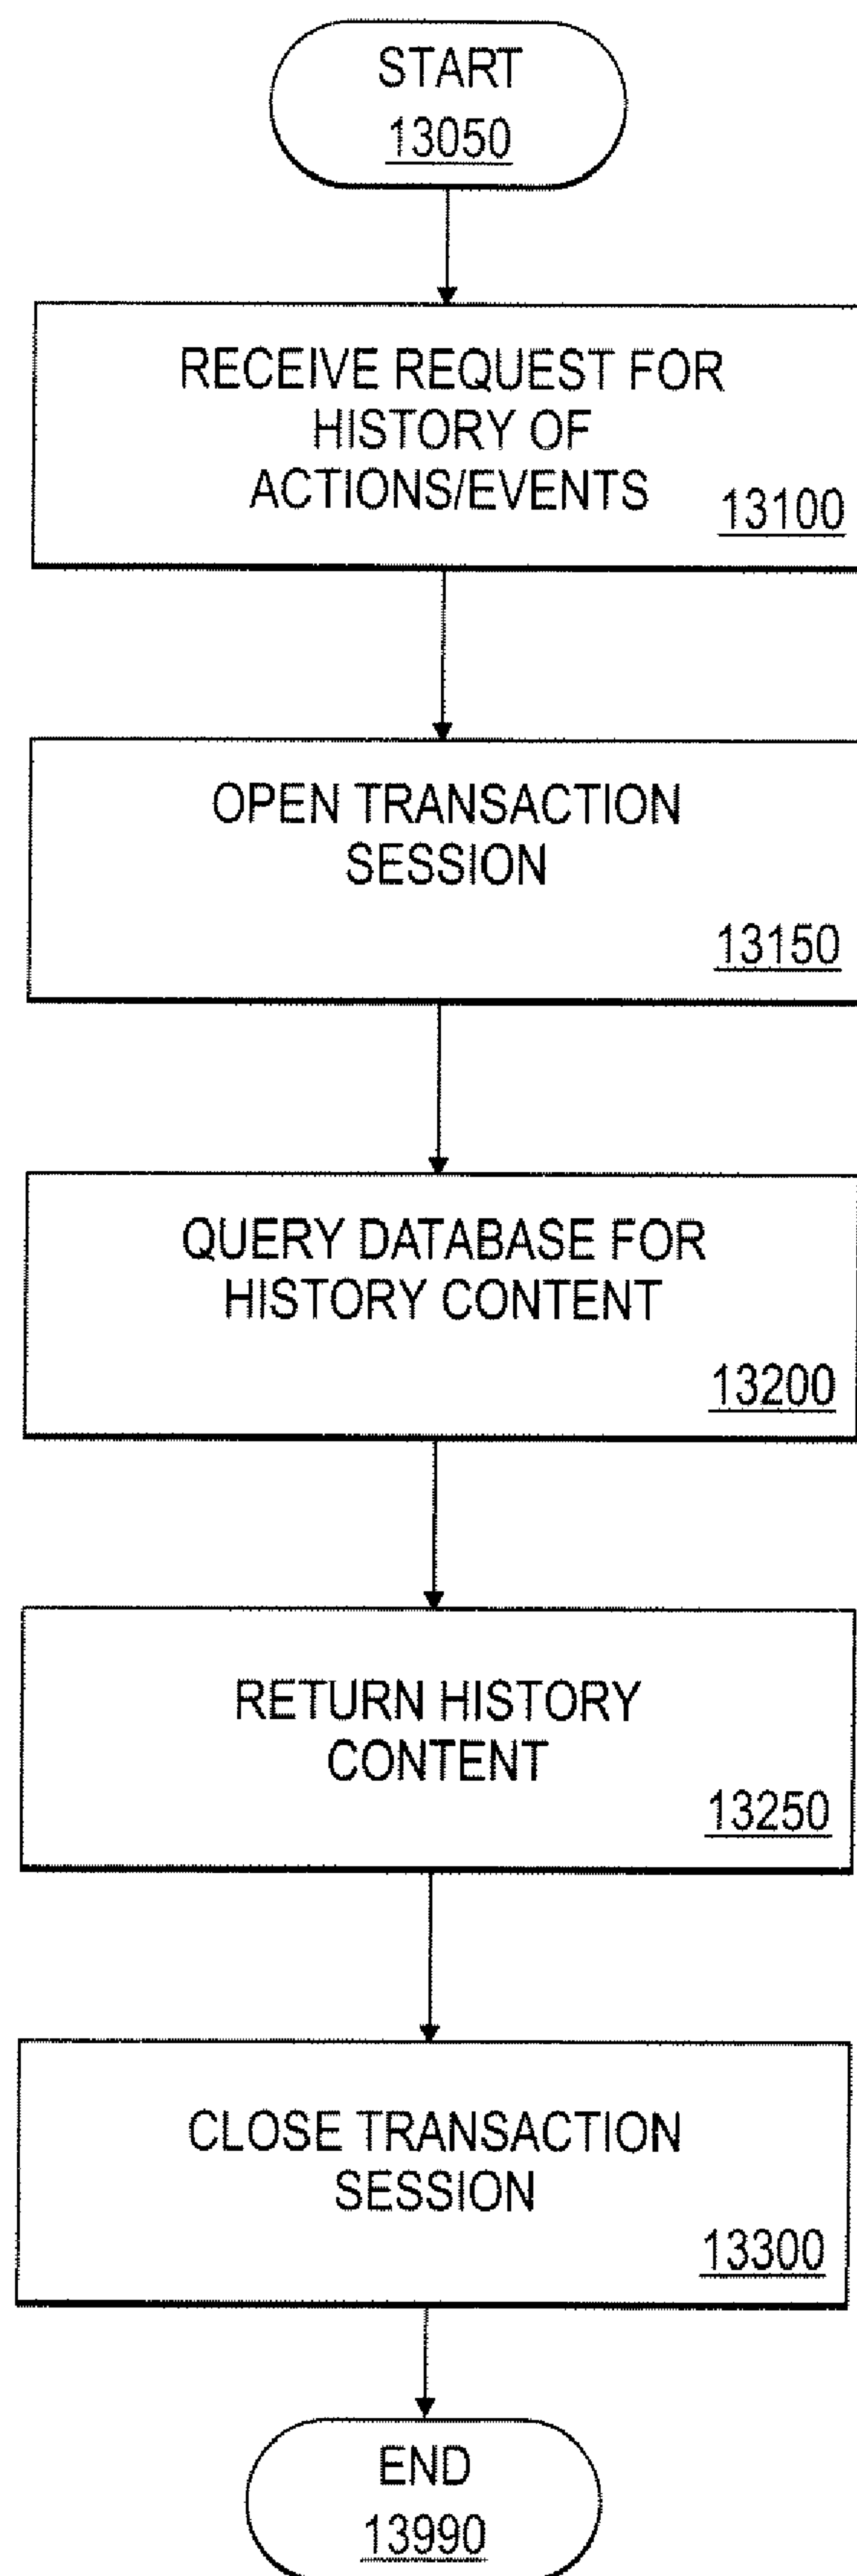 START
13050
RECEIVE REQUEST FOR
HISTORY OF
ACTIONS/EVENTS
13100
OPEN TRANSACTION
SESSION
13150
QUERY DATABASE FOR
HISTORY CONTENT
13200
RETURN HISTORY
CONTENT
13250
CLOSE TRANSACTION
SESSION
13300
END
13990